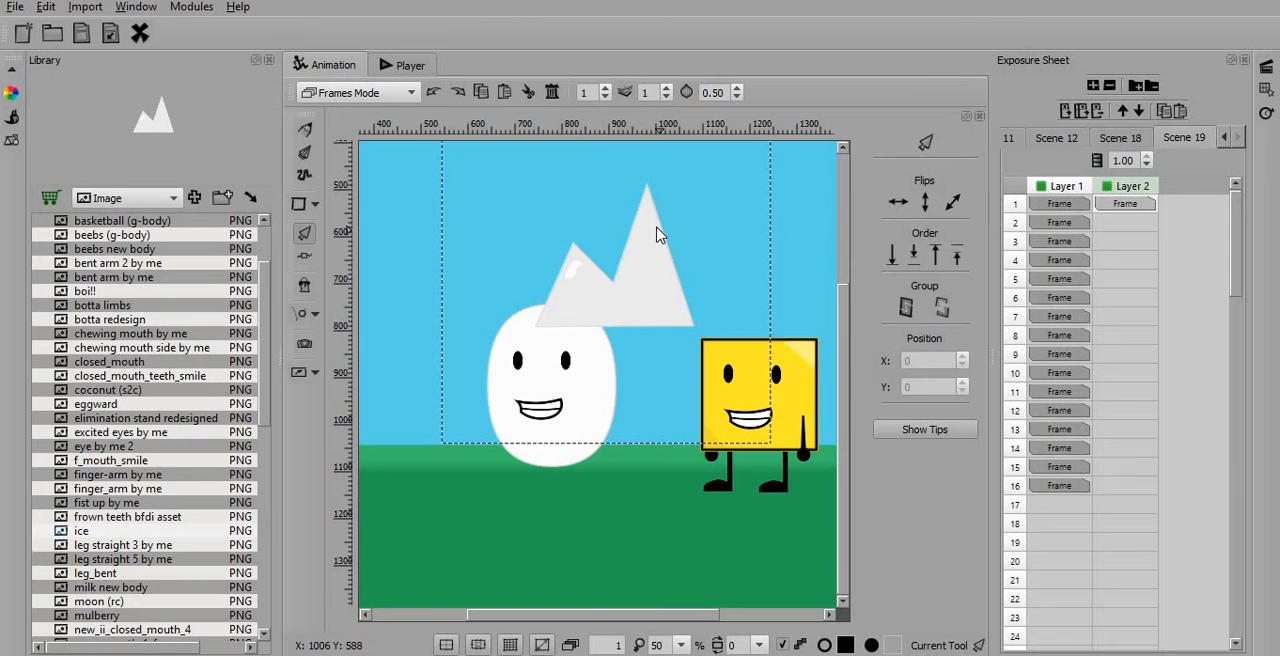 File Edit Import Window Modules Help
Library
Image
basketball (g-body) PNG
beebs (g-body) PNG
beebs new body PNG
bent arm 2 by me PNG
bent arm by me PNG
boi!! PNG
botta limbs PNG
botta redesign PNG
chewing mouth by me PNG
chewing mouth side by me PNG
closed_mouth PNG
closed_mouth_teeth_smile PNG
coconut (s2c) PNG
eggward PNG
elimination stand redesigned PNG
excited eyes by me PNG
eye by me 2 PNG
f_mouth_smile PNG
finger-arm by me PNG
finger_arm by me PNG
fist up by me PNG
frown teeth bfdi asset PNG
ice PNG
leg straight 3 by me PNG
leg straight 5 by me PNG
leg_bent PNG
milk new body PNG
moon (rc) PNG
mulberry PNG
new_ii_closed_mouth_4 PNG
Animation Player
Frames Mode 1 1 0.50
400 500 600 700 800 900 1000 1100 1200 1300
500
600
700
800
900
1000
1100
1200
1300
X: 1006 Y: 588 1 50 % 0 Current Tool
Flips
Order
Group
Position
X: 0
Y: 0
Show Tips
Exposure Sheet
11 Scene 12 Scene 18 Scene 19
1.00
Layer 1 Layer 2
1 Frame Frame
2 Frame
3 Frame
4 Frame
5 Frame
6 Frame
7 Frame
8 Frame
9 Frame
10 Frame
11 Frame
12 Frame
13 Frame
14 Frame
15 Frame
16 Frame
17
18
19
20
21
22
23
24